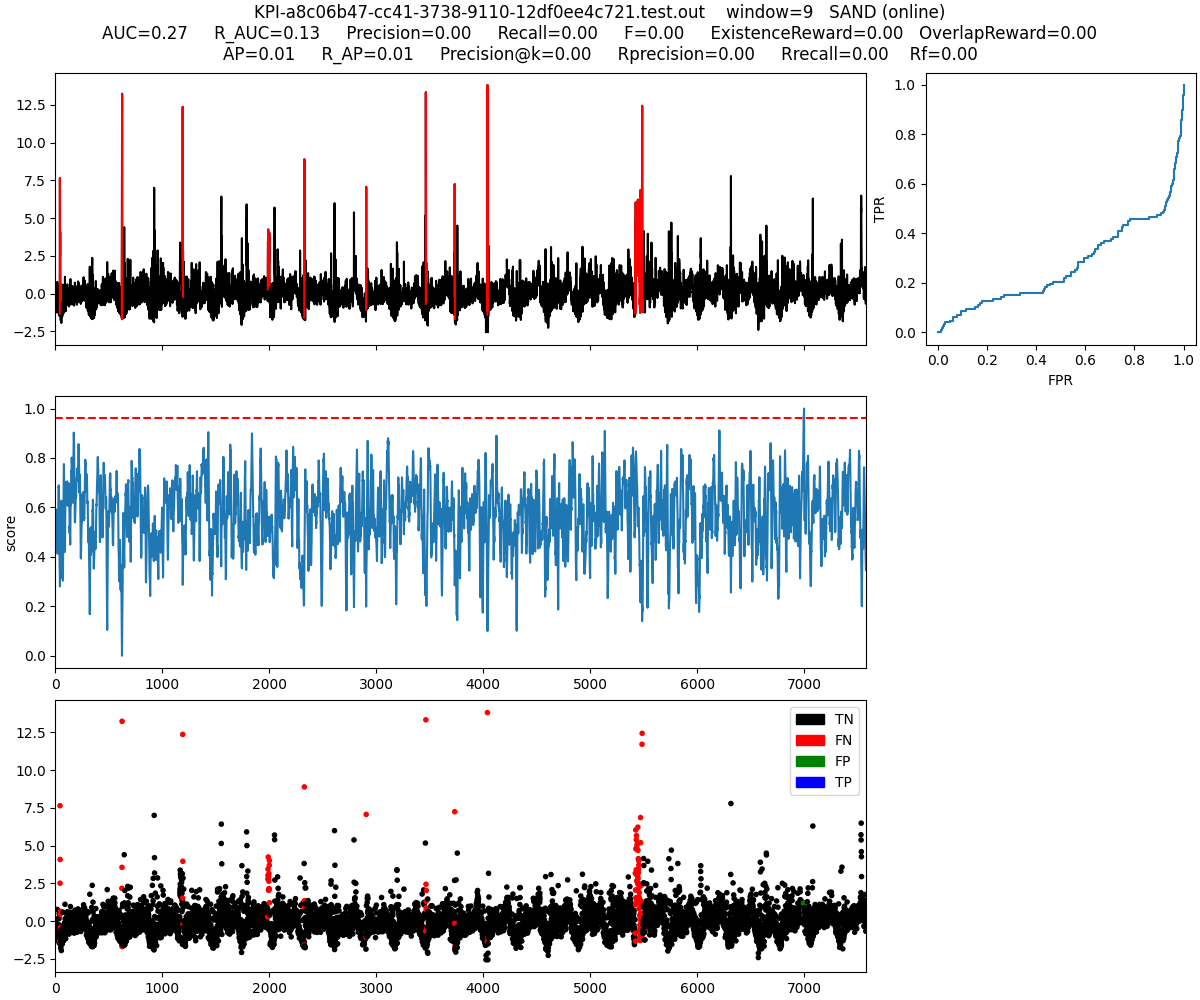 KPI-a8c06b47-cc41-3738-9110-12df0ee4c721.test.out    window=9   SAND (online)
AUC=0.27     R_AUC=0.13     Precision=0.00     Recall=0.00     F=0.00     ExistenceReward=0.00   OverlapReward=0.00
AP=0.01     R_AP=0.01     Precision@k=0.00     Rprecision=0.00     Rrecall=0.00    Rf=0.00
12.5
10.0
7.5
5.0
2.5
0.0
−2.5
TPR
1.0
0.8
0.6
0.4
0.2
0.0
0.0 0.2 0.4 0.6 0.8 1.0
FPR
score
1.0
0.8
0.6
0.4
0.2
0.0
0 1000 2000 3000 4000 5000 6000 7000
12.5
10.0
7.5
5.0
2.5
0.0
−2.5
TN
FN
FP
TP
0 1000 2000 3000 4000 5000 6000 7000